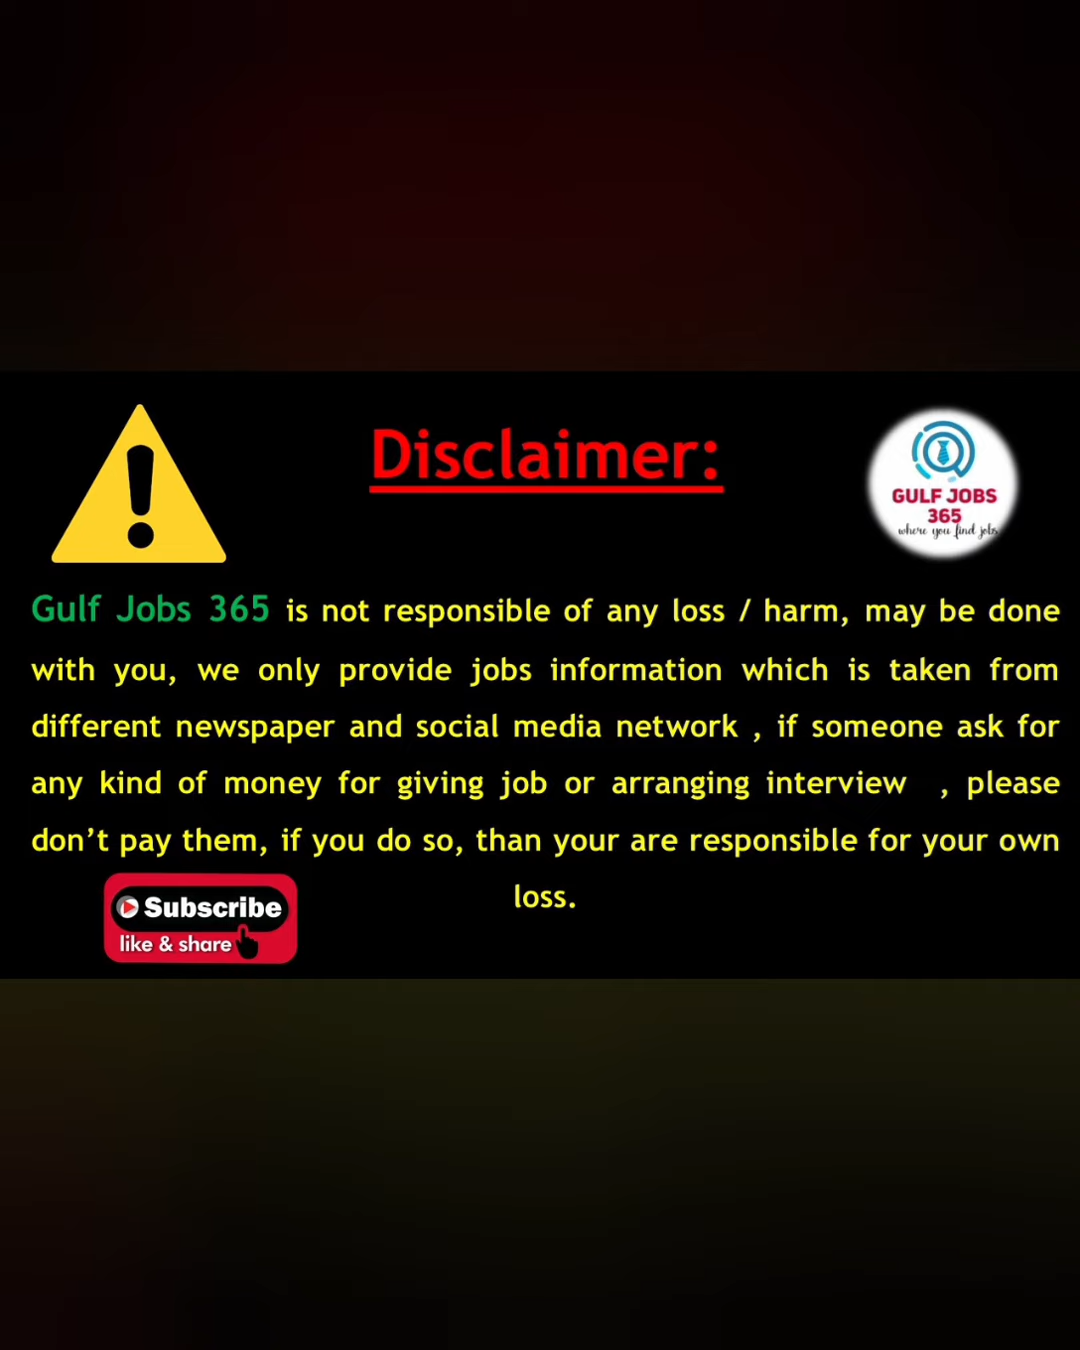 Disclaimer:
GULF JOBS
365
where you find jobs
Gulf Jobs 365 is not responsible of any loss / harm, may be done
with you, we only provide jobs information which is taken from
different newspaper and social media network , if someone ask for
any kind of money for giving job or arranging interview , please
don’t pay them, if you do so, than your are responsible for your own
loss.
Subscribe
like & share